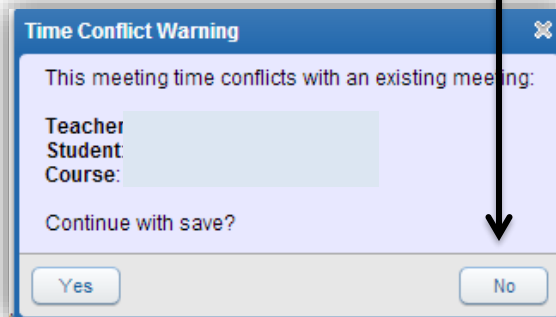 Time Conflict Warning
This meeting time conflicts with an existing meeting:
Teacher
Student:
Course:
Continue with save?
Yes No